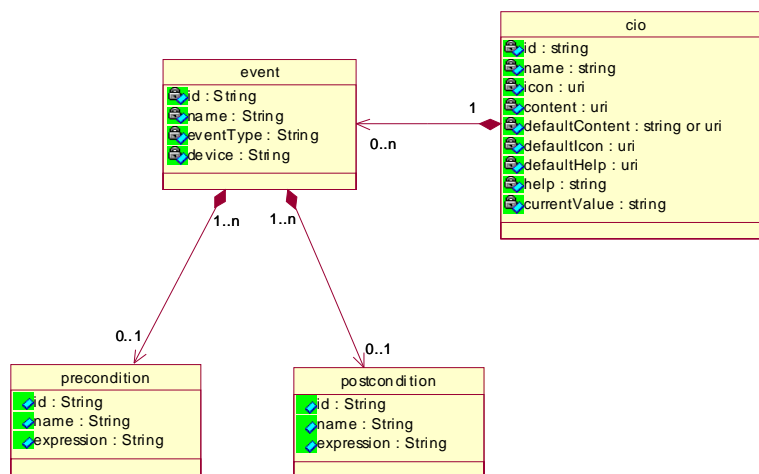 cio
id : string
name : string
icon : uri
content : uri
defaultContent : string or uri
defaultIcon : uri
defaultHelp : uri
help : string
currentValue : string
event
id : String
name : String
eventType : String
device : String
1
0..n
1..n
1..n
0..1
0..1
precondition
id : String
name : String
expression : String
postcondition
id : String
name : String
expression : String